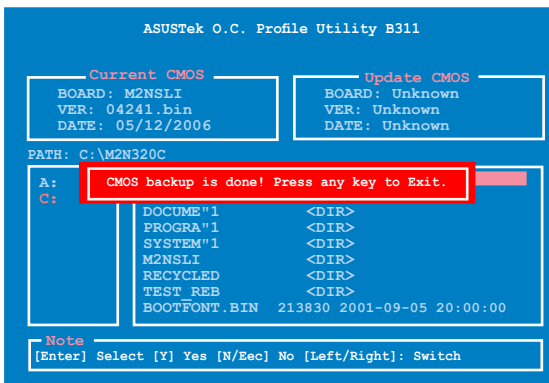 ASUSTek O.C. Profile Utility B311
Current CMOS
BOARD: M2NSLI
VER: 04241.bin
DATE: 05/12/2006
Update CMOS
BOARD: Unknown
VER: Unknown
DATE: Unknown
PATH: C:\M2N320C
A:
C:
CMOS backup is done! Press any key to Exit.
DOCUME"1 <DIR>
PROGRA"1 <DIR>
SYSTEM"1 <DIR>
M2NSLI <DIR>
RECYCLED <DIR>
TEST_REB <DIR>
BOOTFONT.BIN 213830 2001-09-05 20:00:00
Note
[Enter] Select [Y] Yes [N/Eec] No [Left/Right]: Switch